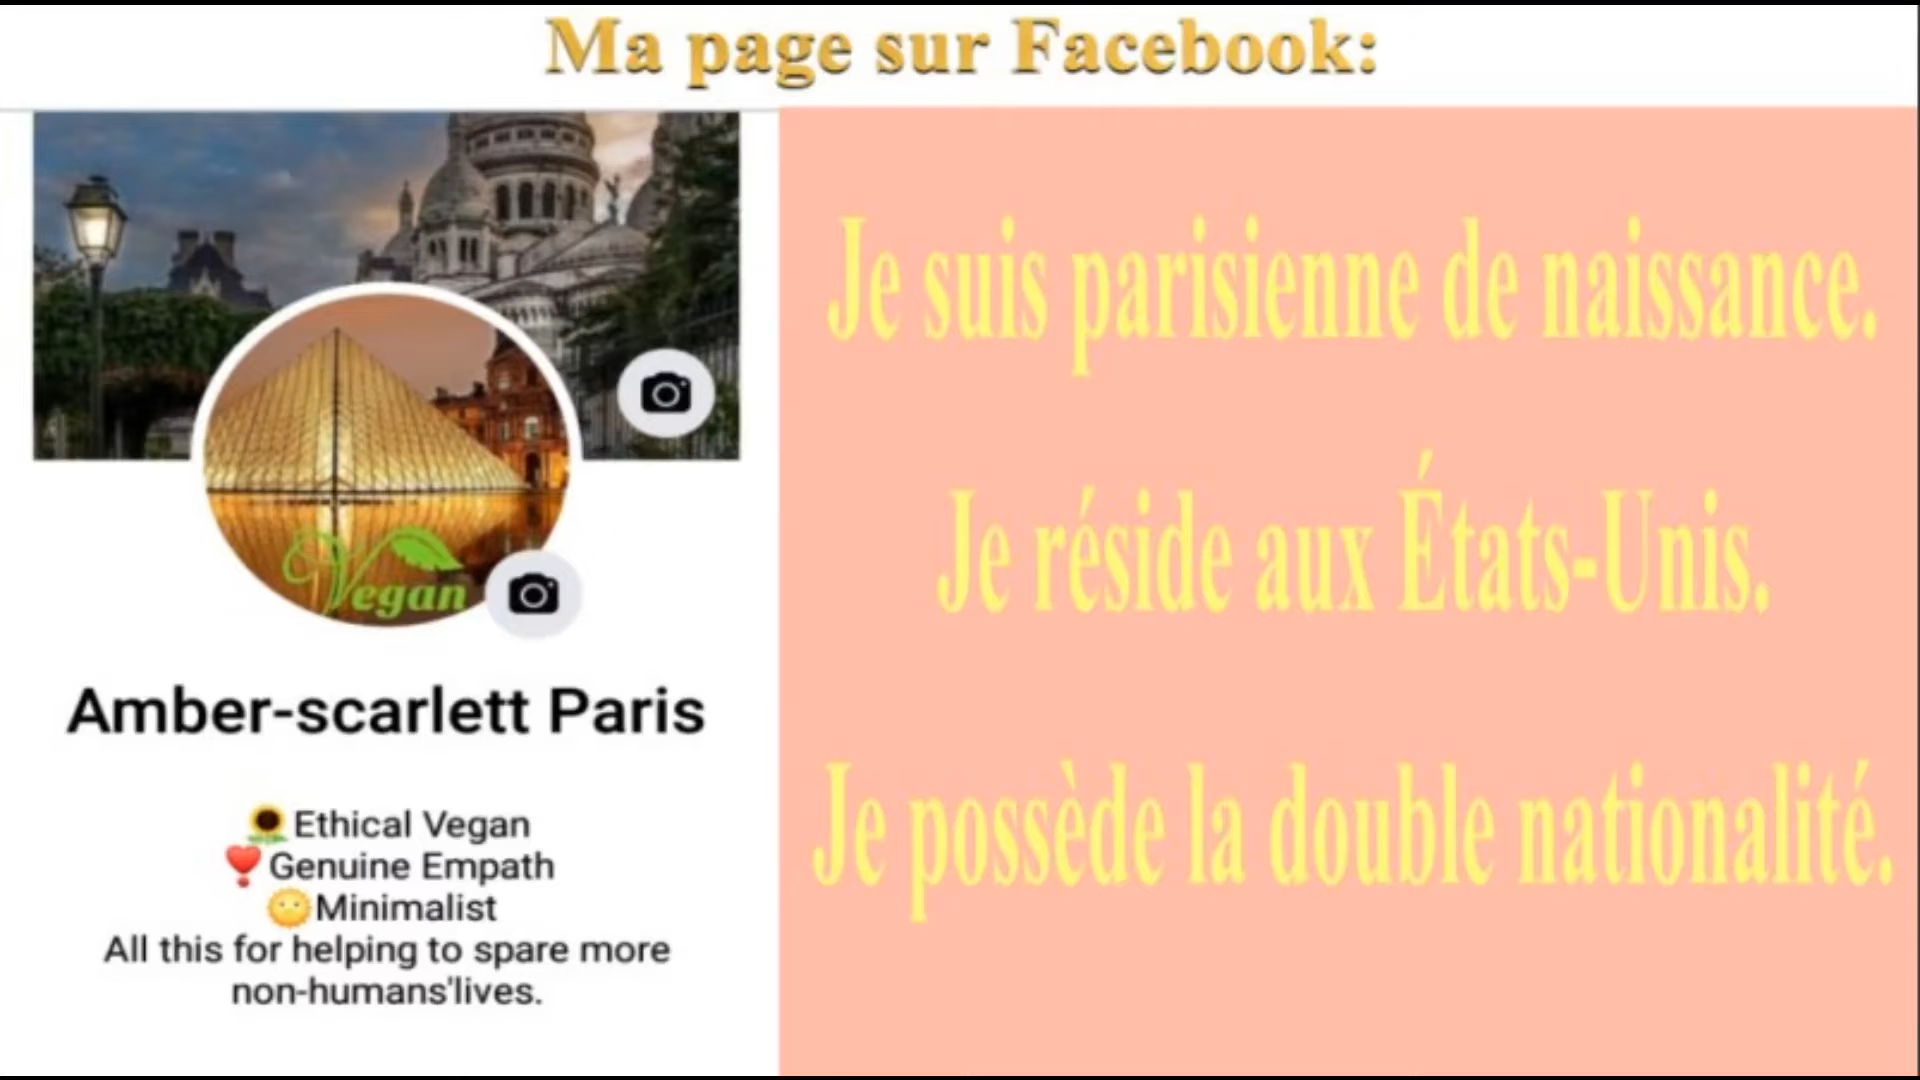 Ma page sur Facebook:
Vegan
Amber-scarlett Paris
Ethical Vegan
Genuine Empath
Minimalist
All this for helping to spare more
non-humans'lives.
Je suis parisienne de naissance.
Je réside aux États-Unis.
Je possède la double nationalité.